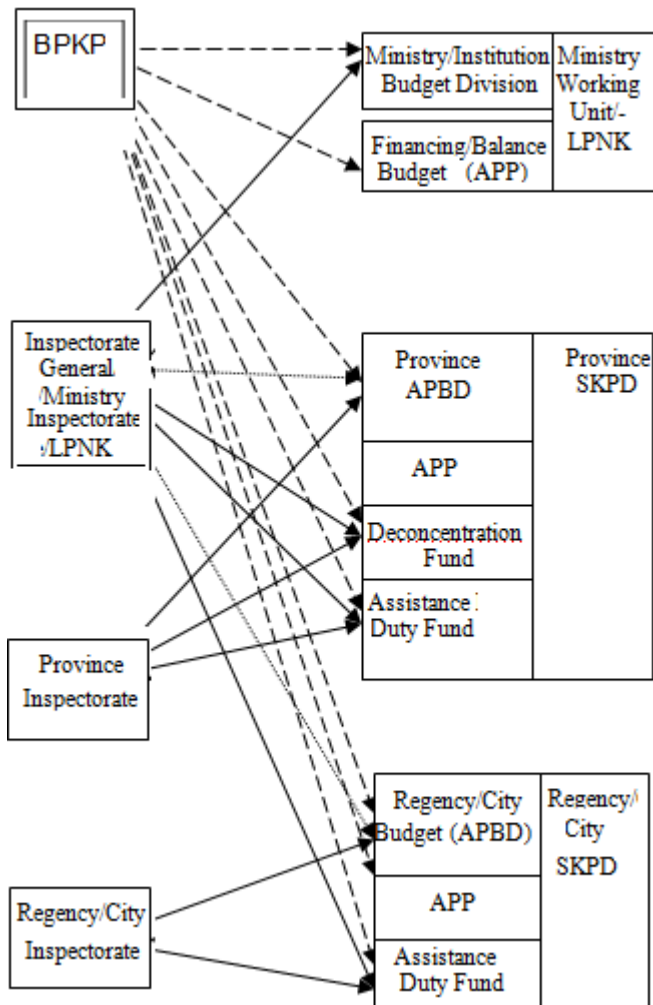 BPKP
Ministry/Institution
Budget Division
Ministry
Working
Unit/-
LPNK
Financing/Balance
Budget (APP)
Inspectorate
General
/Ministry
Inspectorate
e/LPNK
Province
APBD
Province
SKPD
APP
Deconcentration
Fund
Assistance :
Duty Fund
Province
Inspectorate
Regency/City
Budget (APBD)
Regency/
City
SKPD
APP
Assistance
Duty Fund
Regency/City
Inspectorate